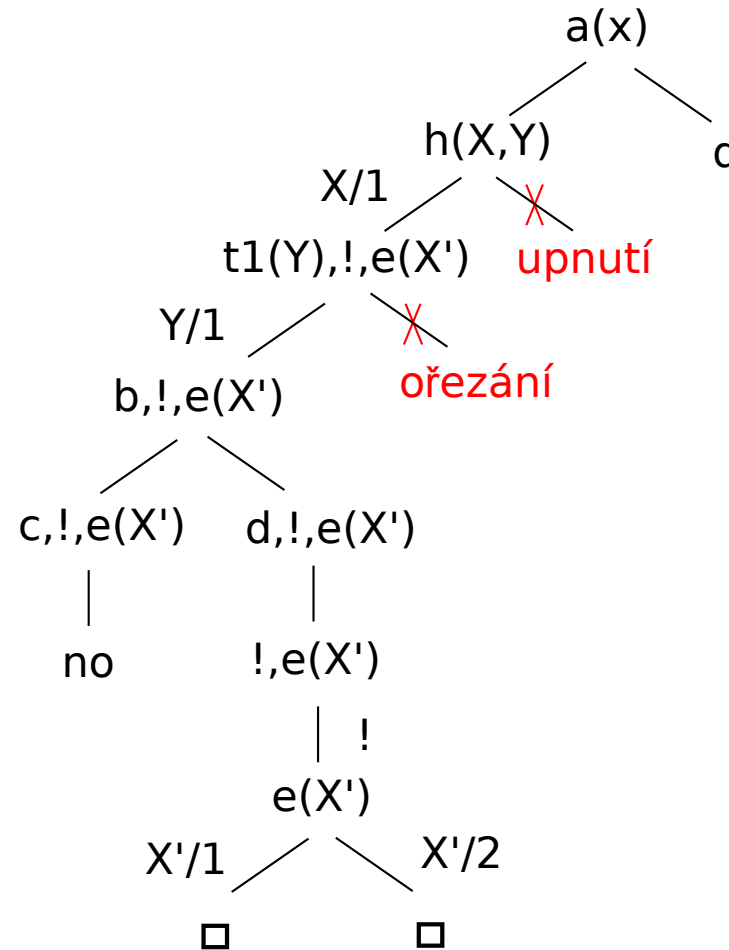 a(x)
h(X,Y)
X/1
t1(Y),!,e(X')
upnutí
Y/1
ořezání
b,!,e(X')
c,!,e(X')
d,!,e(X')
no
!,e(X')
!
e(X')
X'/1
X'/2